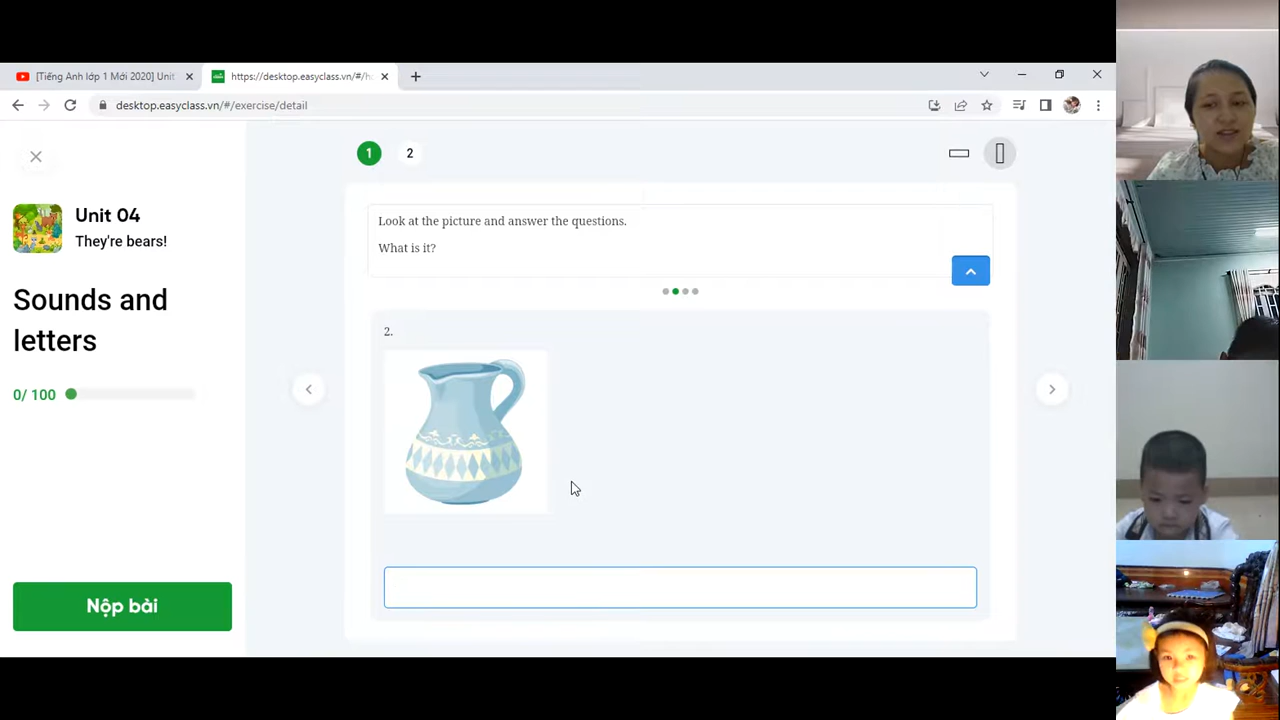 [Tiếng Anh lớp 1 Mới 2020] Unit
https://desktop.easyclass.vn/#/ho
desktop.easyclass.vn/#/exercise/detail
1 2
Unit 04
They're bears!
Sounds and
letters
0/ 100
Look at the picture and answer the questions.
What is it?
2.
Nộp bài